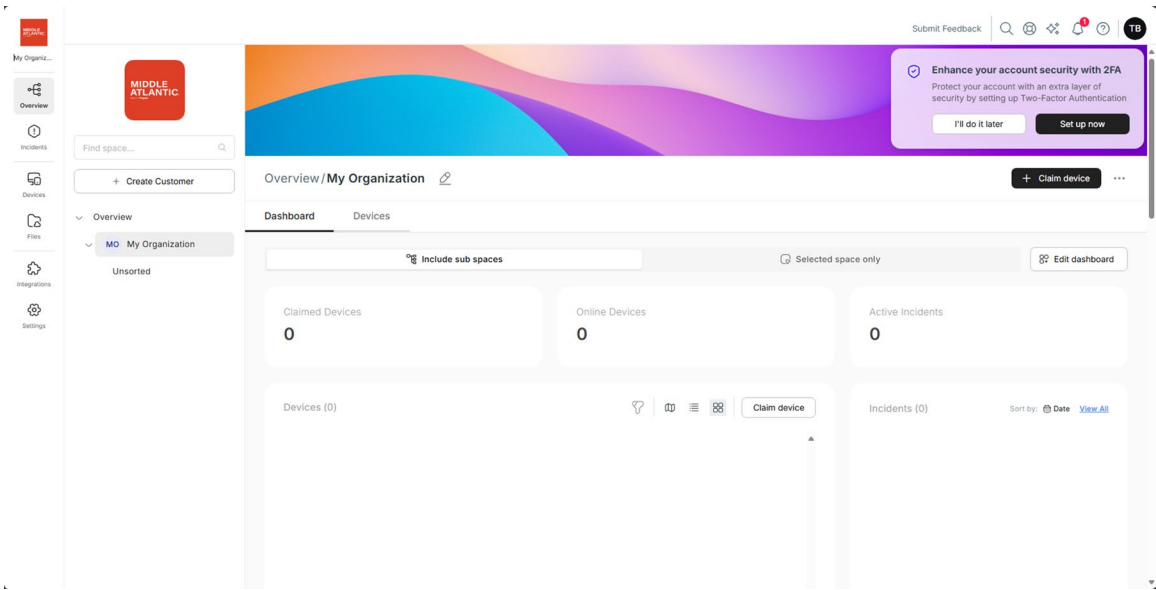 MIDDLE
ATLANTIC
My Organiz...
Overview
Incidents
Devices
Files
Integrations
Settings
Submit Feedback
1
TB
MIDDLE
ATLANTIC
Find space...
+ Create Customer
Overview
MO My Organization
Unsorted
Enhance your account security with 2FA
Protect your account with an extra layer of
security by setting up Two-Factor Authentication
I'll do it later
Set up now
Overview/My Organization
+ Claim device
Dashboard
Devices
Include sub spaces
Selected space only
Edit dashboard
Claimed Devices
0
Online Devices
0
Active Incidents
0
Devices (0)
Claim device
Incidents (0)
Sort by: Date View All